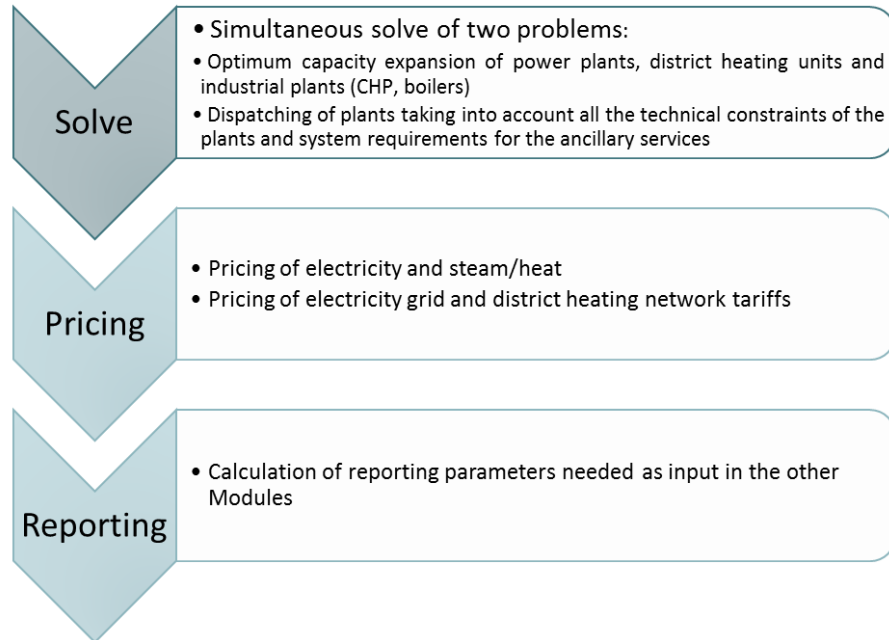 Solve
• Simultaneous solve of two problems:
• Optimum capacity expansion of power plants, district heating units and
industrial plants (CHP, boilers)
• Dispatching of plants taking into account all the technical constraints of the
plants and system requirements for the ancillary services
Pricing
• Pricing of electricity and steam/heat
• Pricing of electricity grid and district heating network tariffs
Reporting
• Calculation of reporting parameters needed as input in the other
Modules